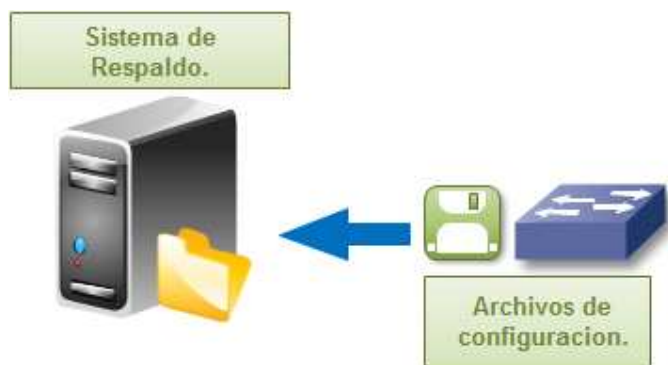 Sistema de
Respaldo.
Archivos de
configuracion.